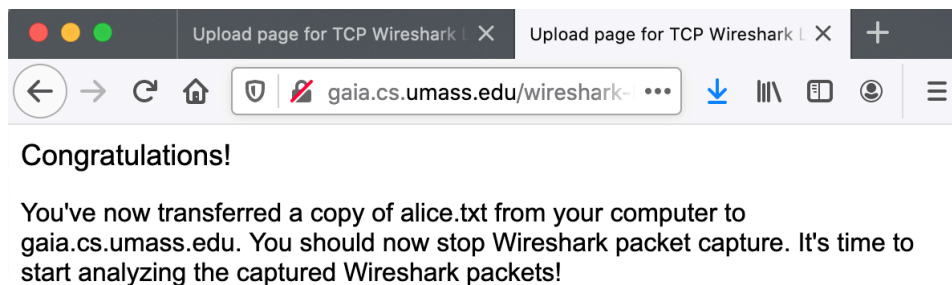 Upload page for TCP Wireshark Upload page for TCP Wireshark
gaia.cs.umass.edu/wireshark-
Congratulations!
You've now transferred a copy of alice.txt from your computer to
gaia.cs.umass.edu. You should now stop Wireshark packet capture. It's time to
start analyzing the captured Wireshark packets!